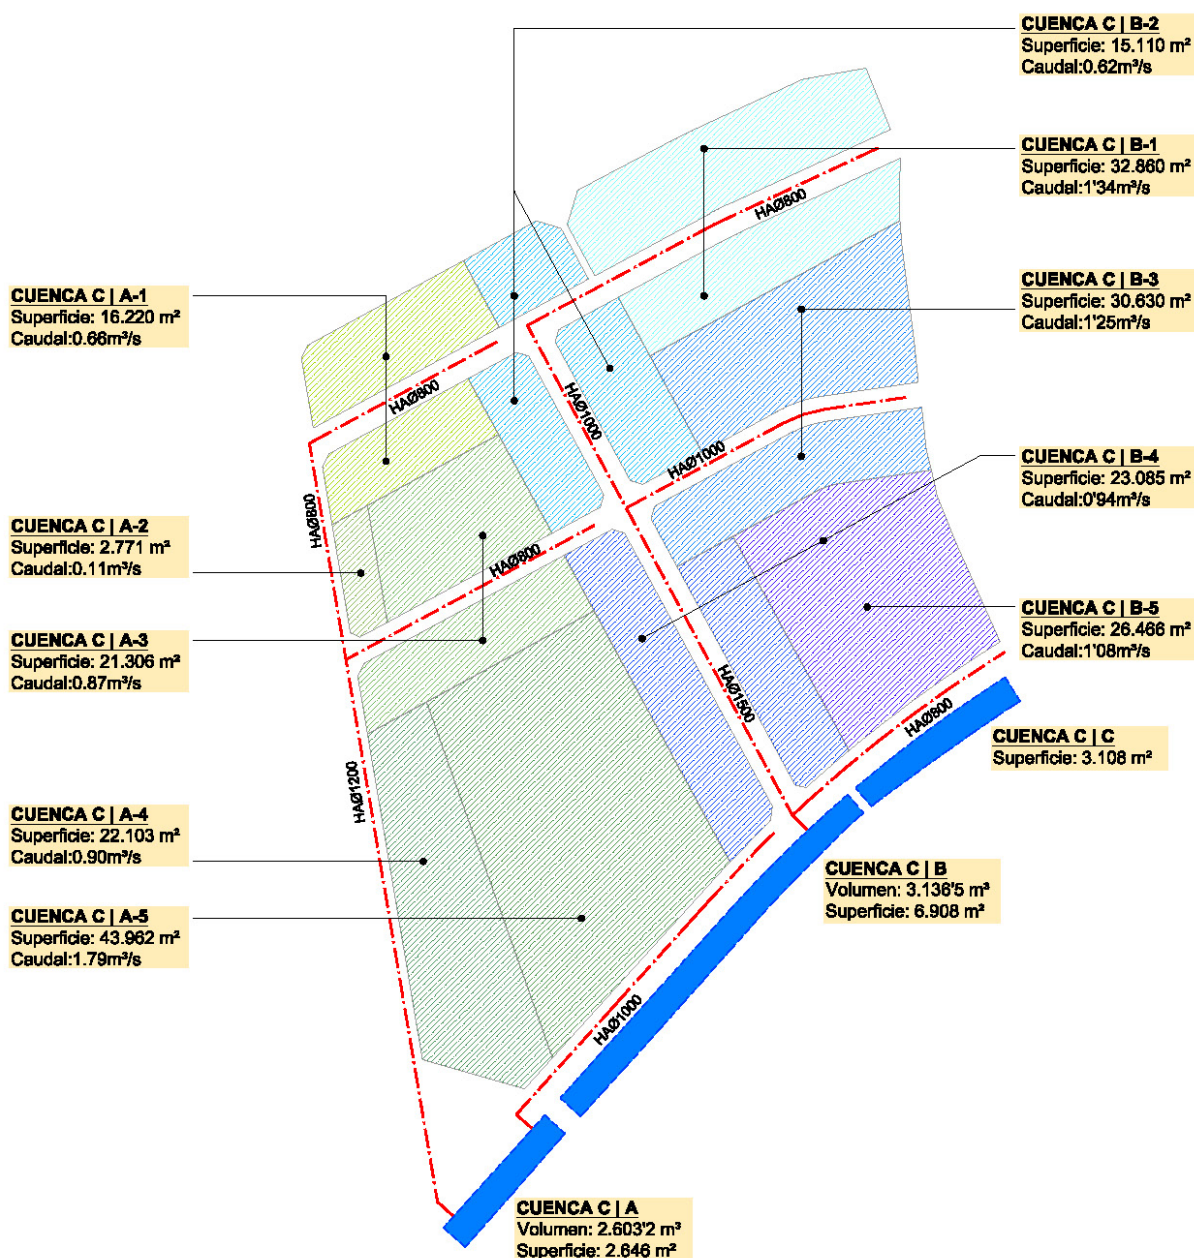 CUENCA C | B-2
Superficie: 15.110 m²
Caudal:0.62m³/s
CUENCA C | B-1
Superficie: 32.860 m²
Caudal:1'34m³/s
HAØ800
CUENCA C | B-3
Superficie: 30.630 m²
Caudal:1'25m³/s
CUENCA C | A-1
Superficie: 16.220 m²
Caudal:0.66m³/s
HAØ800
HAØ1000
HAØ1000
CUENCA C | B-4
Superficie: 23.085 m²
Caudal:0'94m³/s
HAØ800
CUENCA C | A-2
Superficie: 2.771 m²
Caudal:0.11m³/s
HAØ800
CUENCA C | B-5
Superficie: 26.466 m²
Caudal:1'08m³/s
CUENCA C | A-3
Superficie: 21.306 m²
Caudal:0.87m³/s
HAØ1500
HAØ800
CUENCA C | C
Superficie: 3.108 m²
HAØ1200
CUENCA C | A-4
Superficie: 22.103 m²
Caudal:0.90m³/s
CUENCA C | B
Volumen: 3.136'5 m³
Superficie: 6.908 m²
CUENCA C | A-5
Superficie: 43.962 m²
Caudal:1.79m³/s
HAØ1000
CUENCA C | A
Volumen: 2.603'2 m³
Superficie: 2.646 m²